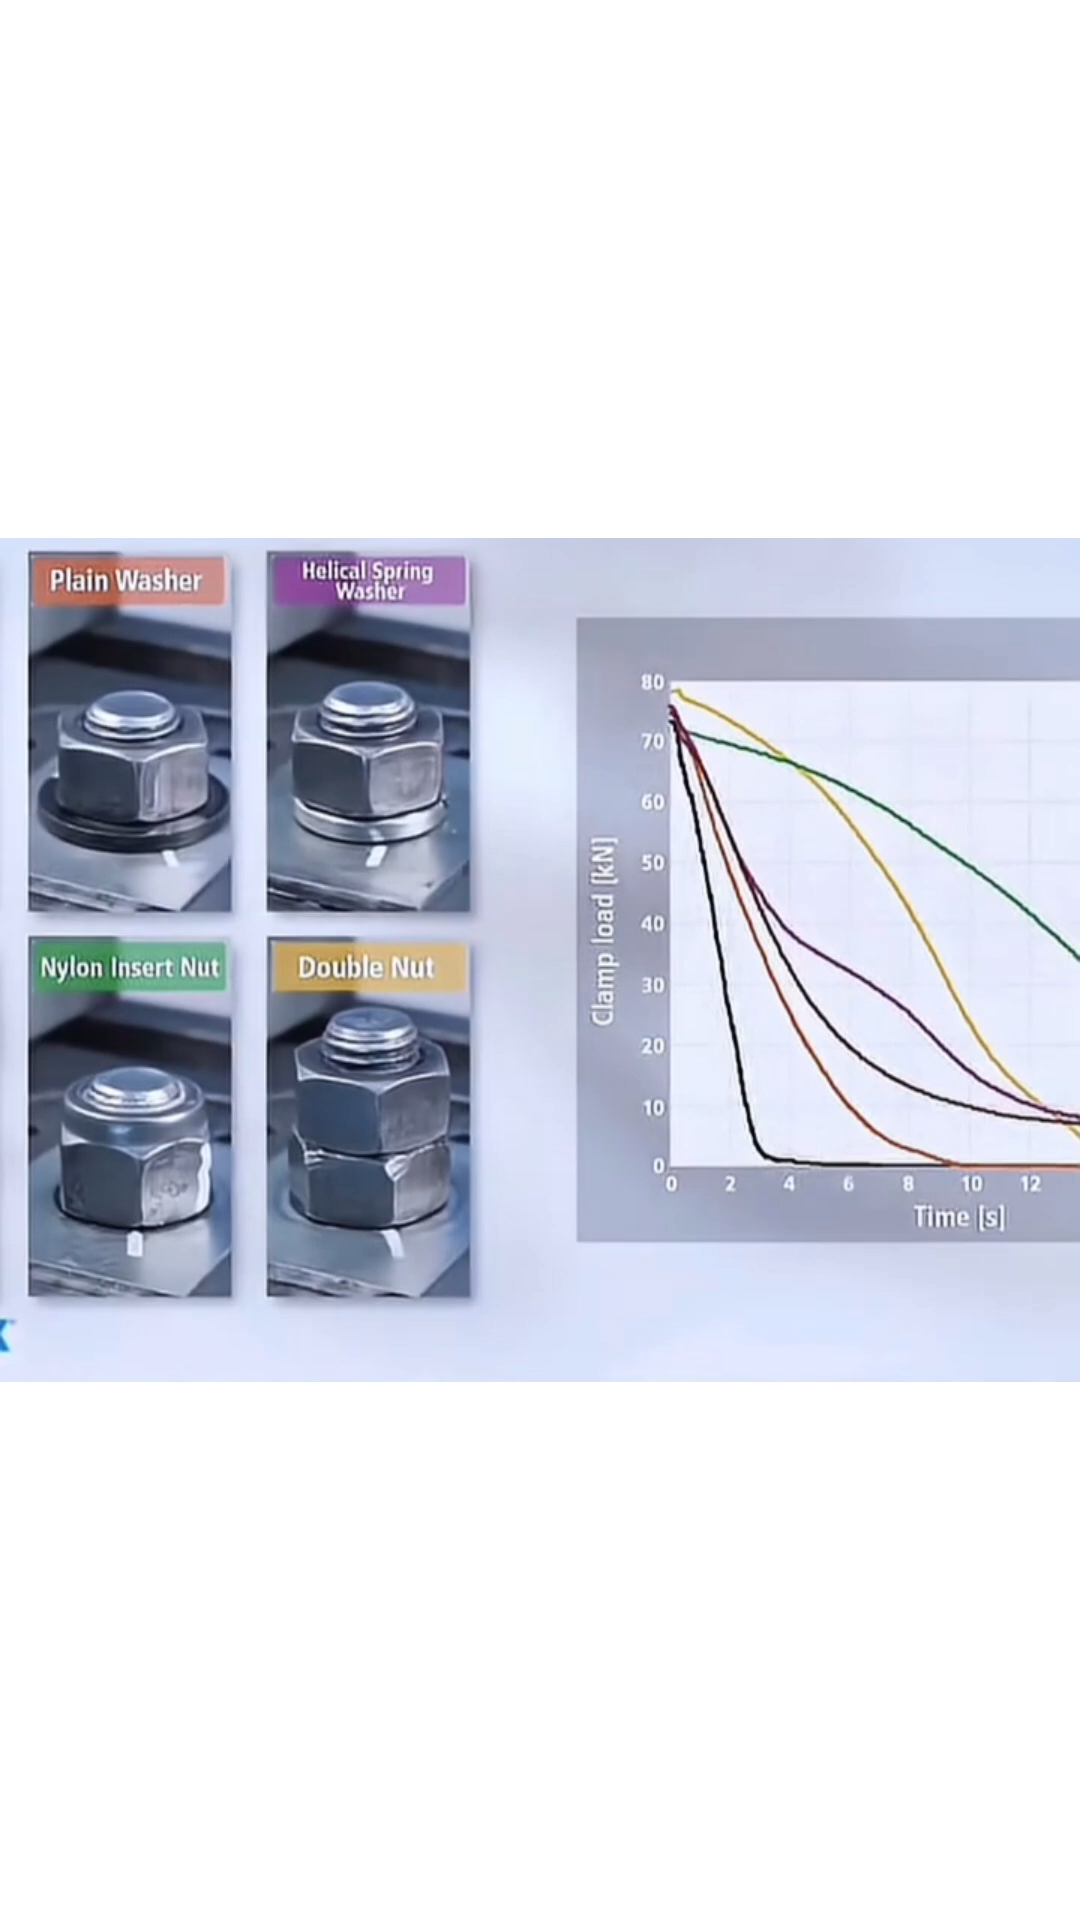 Plain Washer
Helical Spring
Washer
Nylon Insert Nut
Double Nut
Clamp load [kN]
80
70
60
50
40
30
20
10
0
0 2 4 6 8 10 12
Time [s]